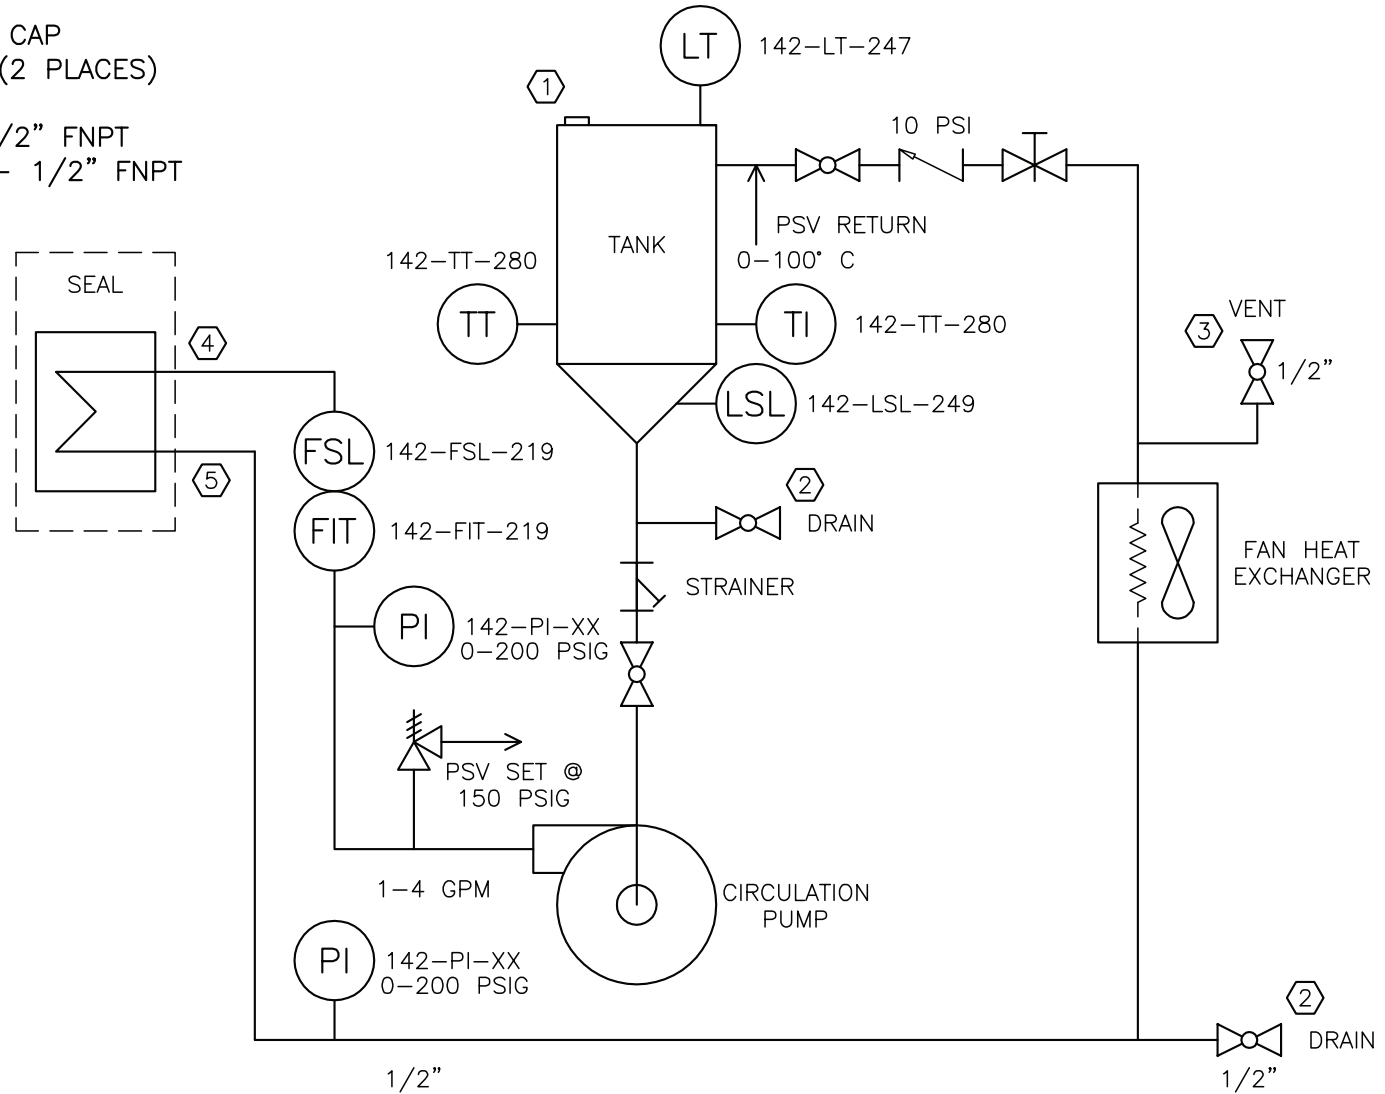 CAP
(2 PLACES)
/2" FNPT
- 1/2" FNPT
LT
142-LT-247
1
10 PSI
PSV RETURN
0-100° C
TANK
142-TT-280
TT
TI
142-TT-280
SEAL
4
5
3
VENT
1/2"
LSL
142-LSL-249
FSL
142-FSL-219
FIT
142-FIT-219
2
DRAIN
STRAINER
FAN HEAT
EXCHANGER
PI
142-PI-XX
0-200 PSIG
PSV SET @
150 PSIG
1-4 GPM
CIRCULATION
PUMP
PI
142-PI-XX
0-200 PSIG
2
DRAIN
1/2"
1/2"